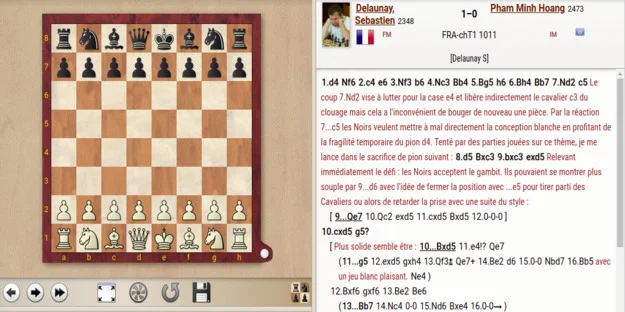 8
7
6
5
4
3
2
1
a b c d e f g h
Delaunay, Sebastien 2348
1–0
Pham Minh Hoang 2473
FM
FRA-chT1 1011
IM
[Delaunay S]
1.d4 Nf6 2.c4 e6 3.Nf3 b6 4.Nc3 Bb4 5.Bg5 h6 6.Bh4 Bb7 7.Nd2 c5 Le
coup 7.Nd2 vise à lutter pour la case e4 et libère indirectement le cavalier c3 du
clouage mais cela a l'inconvénient de bouger de nouveau une pièce. Par la réaction
7...c5 les Noirs veulent mettre à mal directement la conception blanche en profitant de
la fragilité temporaire du pion d4. Tenté par des parties jouées sur ce thème, je me
lance dans le sacrifice de pion suivant : 8.d5 Bxc3 9.bxc3 exd5 Relevant
immédiatement le défi : les Noirs acceptent le gambit. Ils pouvaient se montrer plus
souple par 9...d6 avec l'idée de fermer la position avec ...e5 pour tirer parti des
Cavaliers ou alors de retarder la prise avec une suite du style :
[ 9...Qe7 10.Qc2 exd5 11.cxd5 Bxd5 12.0-0-0 ]
10.cxd5 g5?
[ Plus solide semble être : 10...Bxd5 11.e4!? Qe7
(11...g5 12.exd5 gxh4 13.Qf3⩲ Qe7+ 14.Be2 d6 15.0-0 Nbd7 16.Bb5 avec
un jeu blanc plaisant. Ne4 )
12.Bxf6 gxf6 13.Be2 Be6
(13...Bb7 14.Nc4 0-0 15.Nd6 Bxe4 16.0-0→ )